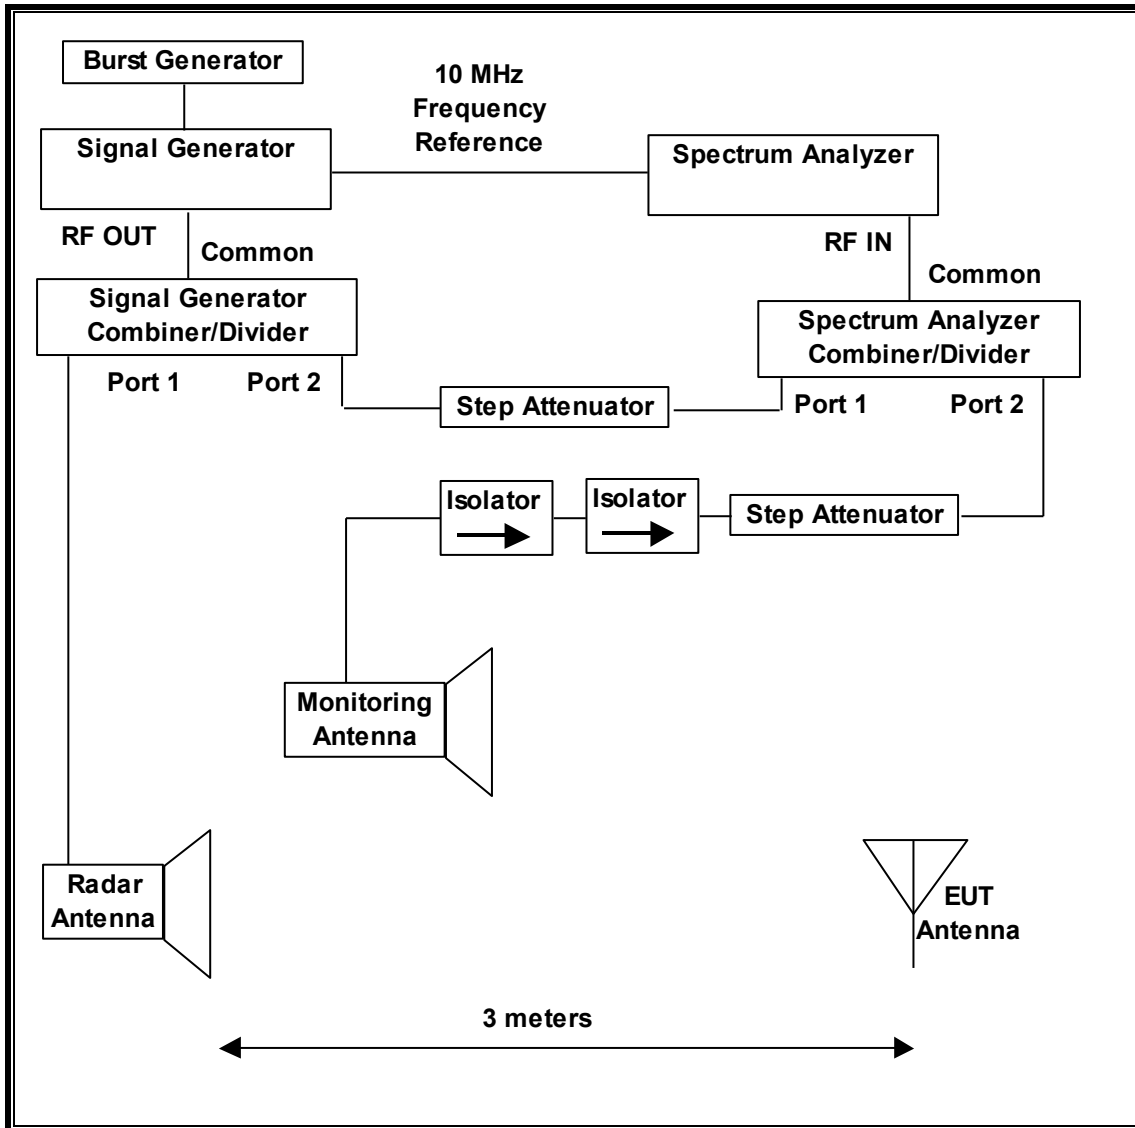 Burst Generator
10 MHz
Frequency
Reference
Signal Generator
Spectrum Analyzer
RF OUT
Common
RF IN
Common
Signal Generator
Combiner/Divider
Spectrum Analyzer
Combiner/Divider
Port 1
Port 2
Step Attenuator
Port 1
Port 2
Isolator
Isolator
Step Attenuator
Monitoring
Antenna
Radar
Antenna
EUT
Antenna
3 meters